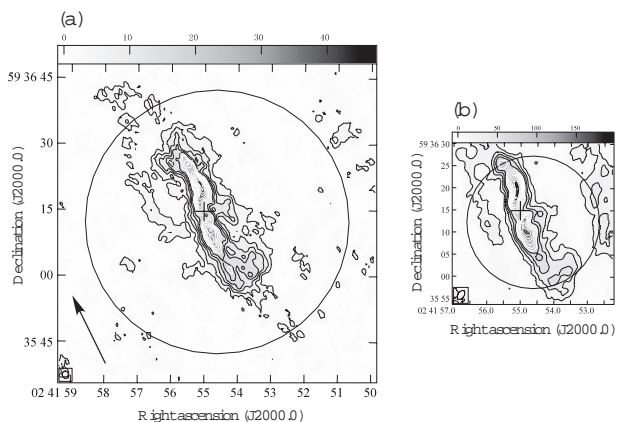 (a)
0 10 20 30 40
59 36 45
30
15
00
35 45
Declination (J2000.0)
02 41 59 58 57 56 55 54 53 52 51 50
Right ascension (J2000.0)
(b)
0 50 100 150
59 36 30
25
20
15
10
05
00
35 55
Declination (J2000.0)
02 41 57.0 56.0 55.0 54.0 53.0
Right ascension (J2000.0)